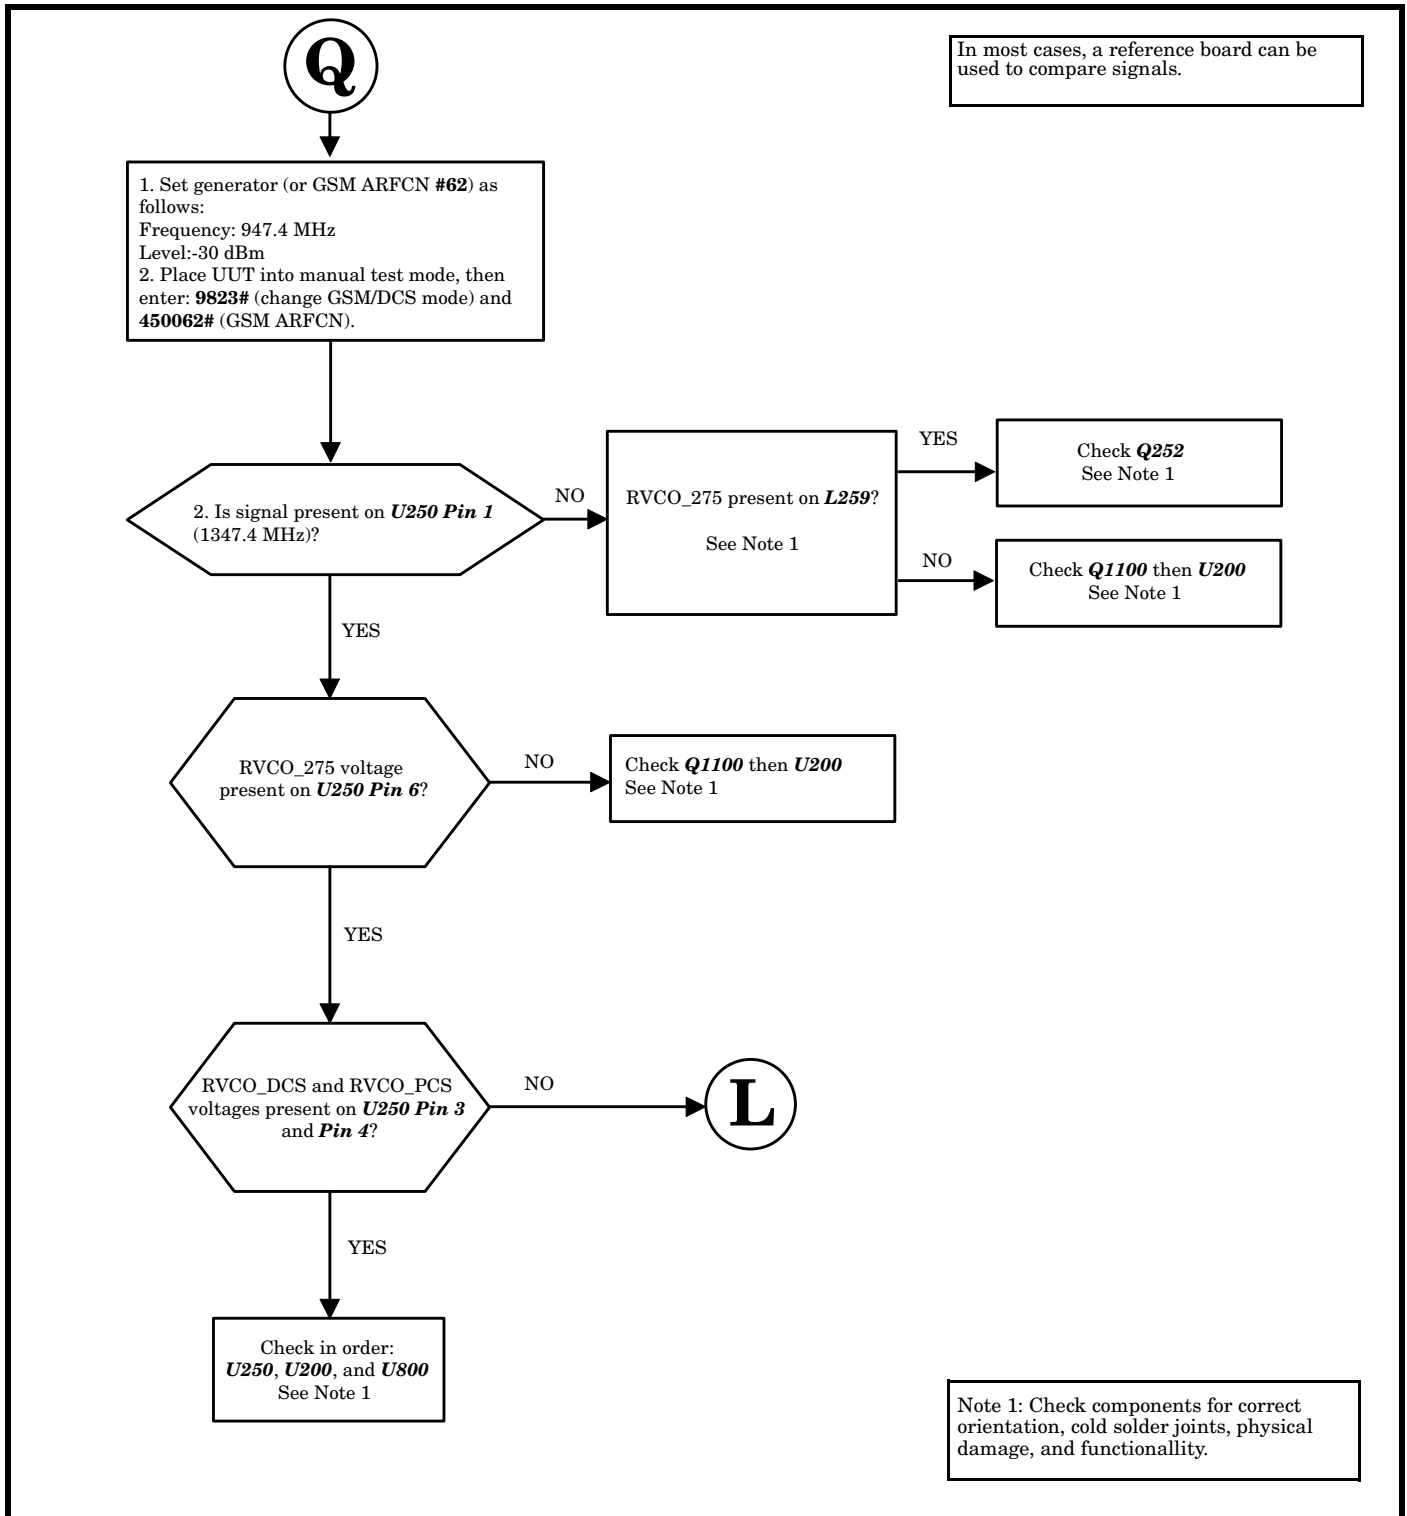 Q
In most cases, a reference board can be
used to compare signals.
1. Set generator (or GSM ARFCN #62) as
follows:
Frequency: 947.4 MHz
Level:-30 dBm
2. Place UUT into manual test mode, then
enter: 9823# (change GSM/DCS mode) and
450062# (GSM ARFCN).
2. Is signal present on U250 Pin 1
(1347.4 MHz)?
NO
RVCO_275 present on L259?
See Note 1
YES
Check Q252
See Note 1
NO
Check Q1100 then U200
See Note 1
YES
RVCO_275 voltage
present on U250 Pin 6?
NO
Check Q1100 then U200
See Note 1
YES
RVCO_DCS and RVCO_PCS
voltages present on U250 Pin 3
and Pin 4?
NO
L
YES
Check in order:
U250, U200, and U800
See Note 1
Note 1: Check components for correct
orientation, cold solder joints, physical
damage, and functionallity.